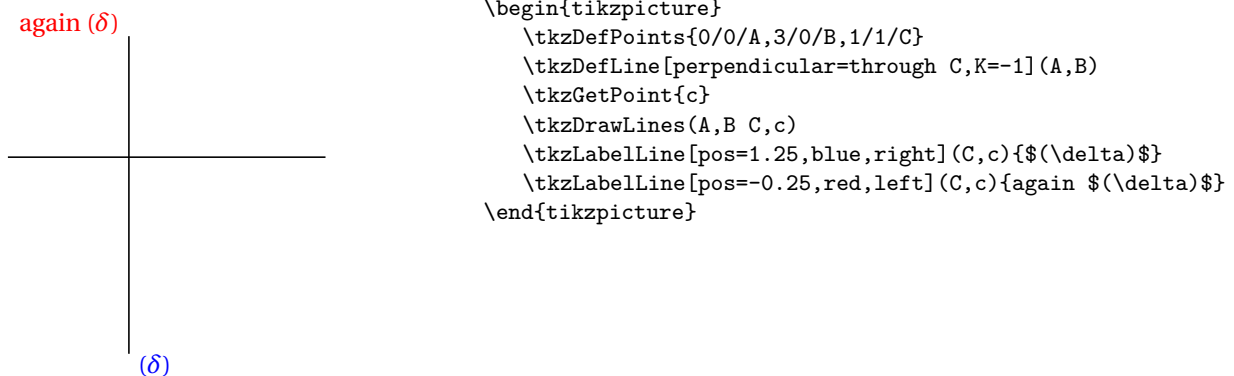 again (δ)
(δ)
\begin{tikzpicture}
\tkzDefPoints{0/0/A,3/0/B,1/1/C}
\tkzDefLine[perpendicular=through C,K=-1](A,B)
\tkzGetPoint{c}
\tkzDrawLines(A,B C,c)
\tkzLabelLine[pos=1.25,blue,right](C,c){$(\delta)$}
\tkzLabelLine[pos=-0.25,red,left](C,c){again $(\delta)$}
\end{tikzpicture}